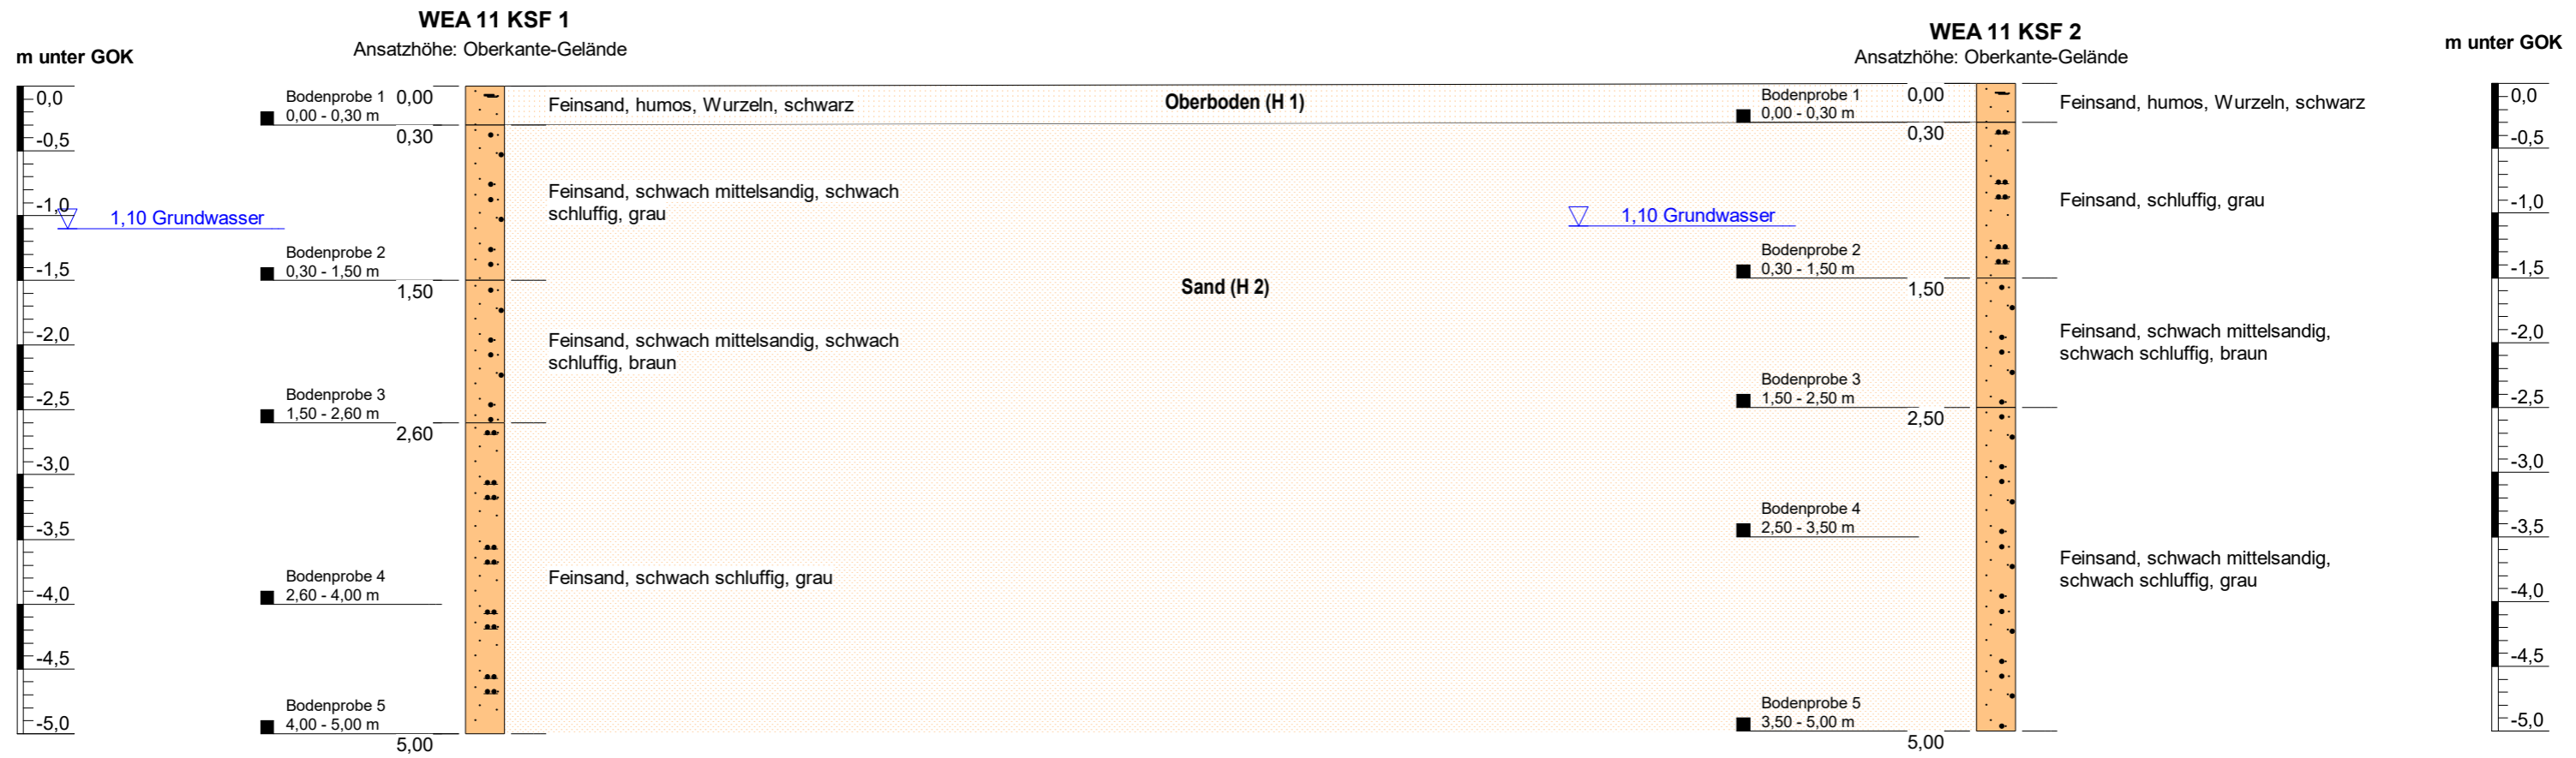 WEA 11 KSF 1
Ansatzhöhe: Oberkante-Gelände
m unter GOK
0,0
-0,5
-1,0
-1,5
-2,0
-2,5
-3,0
-3,5
-4,0
-4,5
-5,0
1,10 Grundwasser
Bodenprobe 1
0,00 - 0,30 m
Bodenprobe 2
0,30 - 1,50 m
Bodenprobe 3
1,50 - 2,60 m
Bodenprobe 4
2,60 - 4,00 m
Bodenprobe 5
4,00 - 5,00 m
0,00
0,30
1,50
2,60
5,00
Feinsand, humos, Wurzeln, schwarz
Feinsand, schwach mittelsandig, schwach
schluffig, grau
Feinsand, schwach mittelsandig, schwach
schluffig, braun
Feinsand, schwach schluffig, grau
Oberboden (H 1)
Sand (H 2)
WEA 11 KSF 2
Ansatzhöhe: Oberkante-Gelände
1,10 Grundwasser
Bodenprobe 1
0,00 - 0,30 m
Bodenprobe 2
0,30 - 1,50 m
Bodenprobe 3
1,50 - 2,50 m
Bodenprobe 4
2,50 - 3,50 m
Bodenprobe 5
3,50 - 5,00 m
0,00
0,30
1,50
2,50
5,00
Feinsand, humos, Wurzeln, schwarz
Feinsand, schluffig, grau
Feinsand, schwach mittelsandig,
schwach schluffig, braun
Feinsand, schwach mittelsandig,
schwach schluffig, grau
m unter GOK
0,0
-0,5
-1,0
-1,5
-2,0
-2,5
-3,0
-3,5
-4,0
-4,5
-5,0